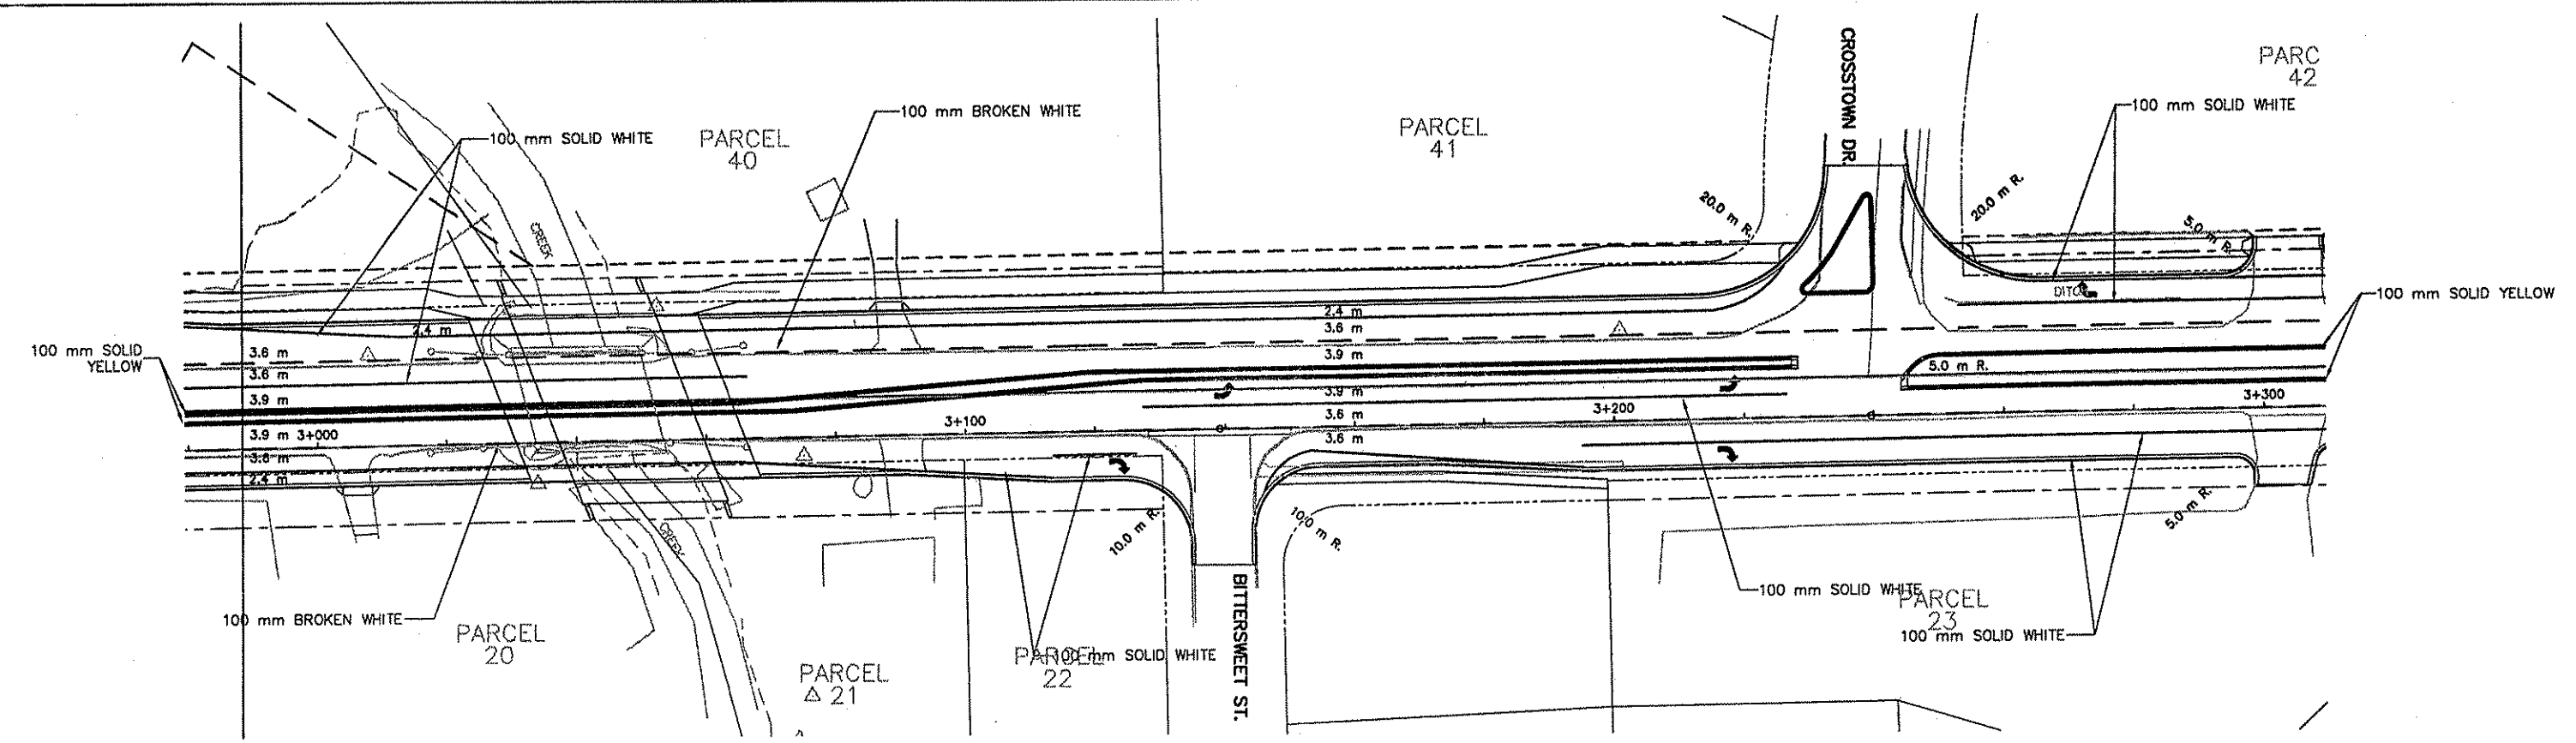 CROSSTOWN DR.
PARC
42
100 mm BROKEN WHITE
100 mm SOLID WHITE
100 mm SOLID WHITE
PARCEL
40
PARCEL
41
20.0 m R.
20.0 m R.
5.0 m R.
CREEK
100 mm SOLID YELLOW
2.4 m
2.4 m
3.6 m
100 mm SOLID
YELLOW
3.6 m
3.6 m
3.9 m
3.9 m
5.0 m R.
3.9 m
3.6 m
3+200
3+300
3+100
3.9 m
3+000
3.6 m
3.6 m
2.4 m
10.0 m R.
10.0 m R.
5.0 m R.
CREEK
100 mm BROKEN WHITE
PARCEL
20
BITTERSWEET ST.
100 mm SOLID WHITE
PARCEL
23
100 mm SOLID WHITE
PARCEL
22
100 mm SOLID WHITE
PARCEL
21